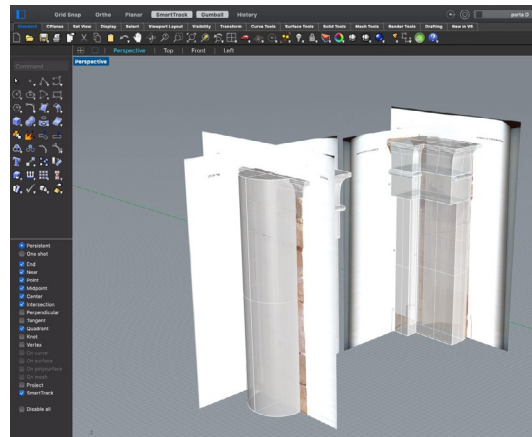 Grid Snap Ortho Planar SmartTrack Gumball History
porta D
Viewports CPlanes Set View Display Select Viewport Layout Visibility Transform Curve Tools Surface Tools Solid Tools Mesh Tools Render Tools Drafting New in V8
Perspective Top Front Left
Perspective
Command
Persistent
One shot
End
Near
Point
Midpoint
Center
Intersection
Perpendicular
Tangent
Quadrant
Knot
Vertex
On curve
On surface
On polysurface
On mesh
Project
SmartTrack
Disable all